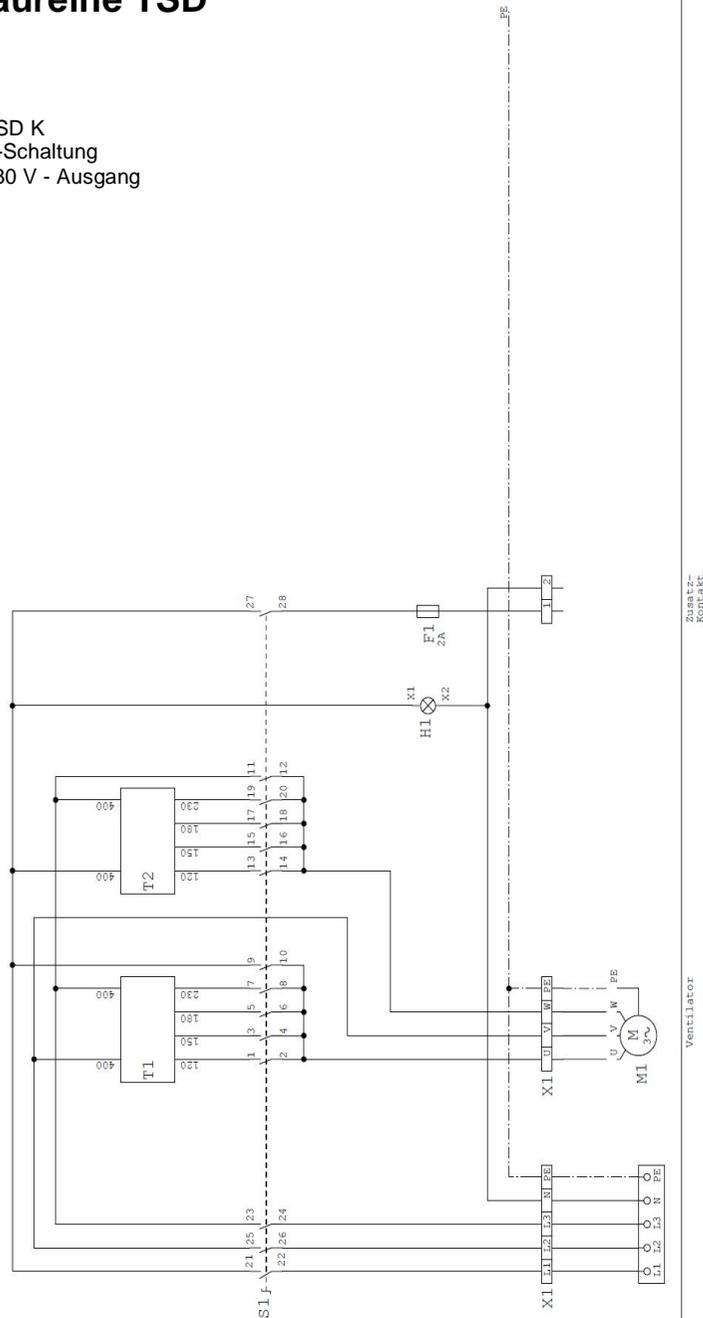 aureihe TSD
SD K
-Schaltung
30 V - Ausgang
PE
27
28
F1
2A
1
2
Zusatz-
Kontakt
X1
X2
H1
400
400
T2
230
180
150
120
11
12
19
20
17
18
15
16
13
14
400
400
T1
230
180
150
120
9
10
7
8
5
6
3
4
1
2
X1
U
V
W
PE
U
V
W
PE
M
3~
M1
Ventilator
23
24
25
26
21
22
S1
X1
L1
L2
L3
N
PE
L1
L2
L3
N
PE